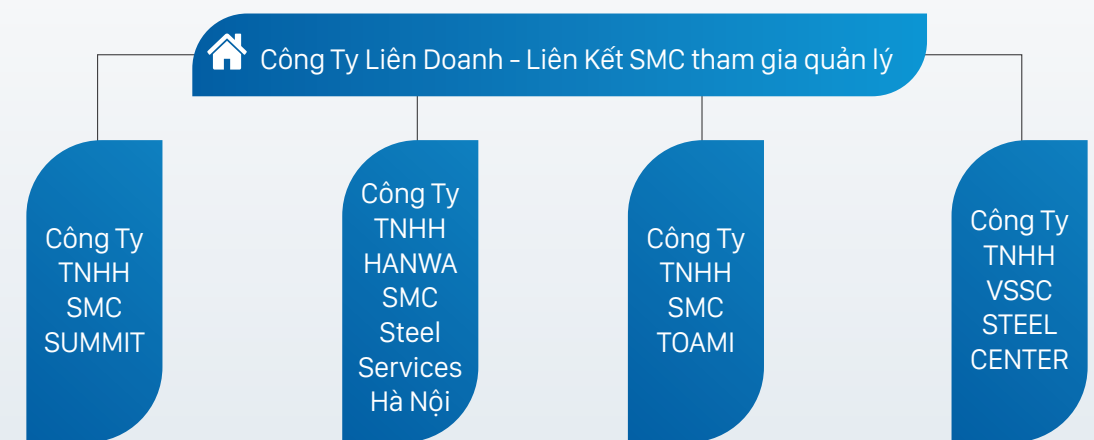 Công Ty Liên Doanh - Liên Kết SMC tham gia quản lý
Công Ty
TNHH
SMC
SUMMIT
Công Ty
TNHH
HANWA
SMC
Steel
Services
Hà Nội
Công Ty
TNHH
SMC
TOAMI
Công Ty
TNHH
VSSC
STEEL
CENTER